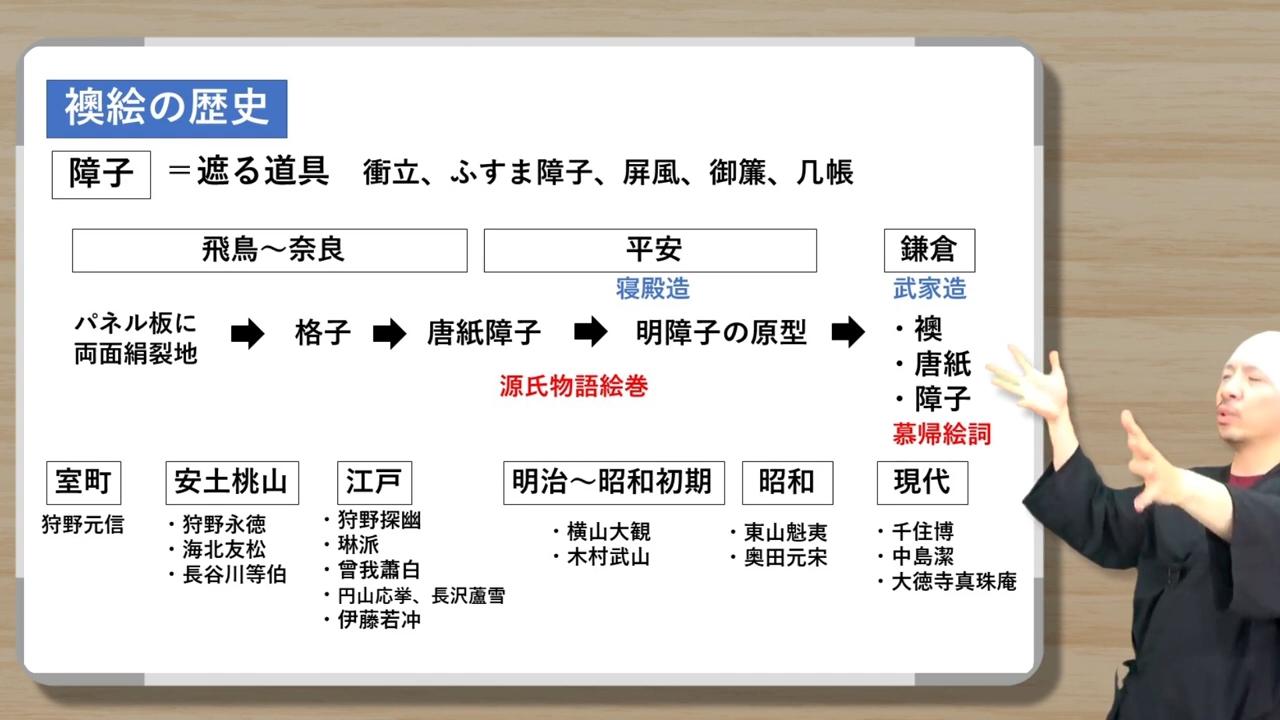 襖絵の歴史
障子 ＝遮る道具 衝立、ふすま障子、屏風、御簾、几帳
飛鳥～奈良 平安 鎌倉
寝殿造 武家造
パネル板に
両面絹裂地
格子 唐紙障子 明障子の原型
・襖
・唐紙
・障子
源氏物語絵巻
慕帰絵詞
室町
狩野元信
安土桃山
・狩野永徳
・海北友松
・長谷川等伯
江戸
・狩野探幽
・琳派
・曾我蕭白
・円山応挙、長沢蘆雪
・伊藤若冲
明治～昭和初期
・横山大観
・木村武山
昭和
・東山魁夷
・奥田元宋
現代
・千住博
・中島潔
・大徳寺真珠庵